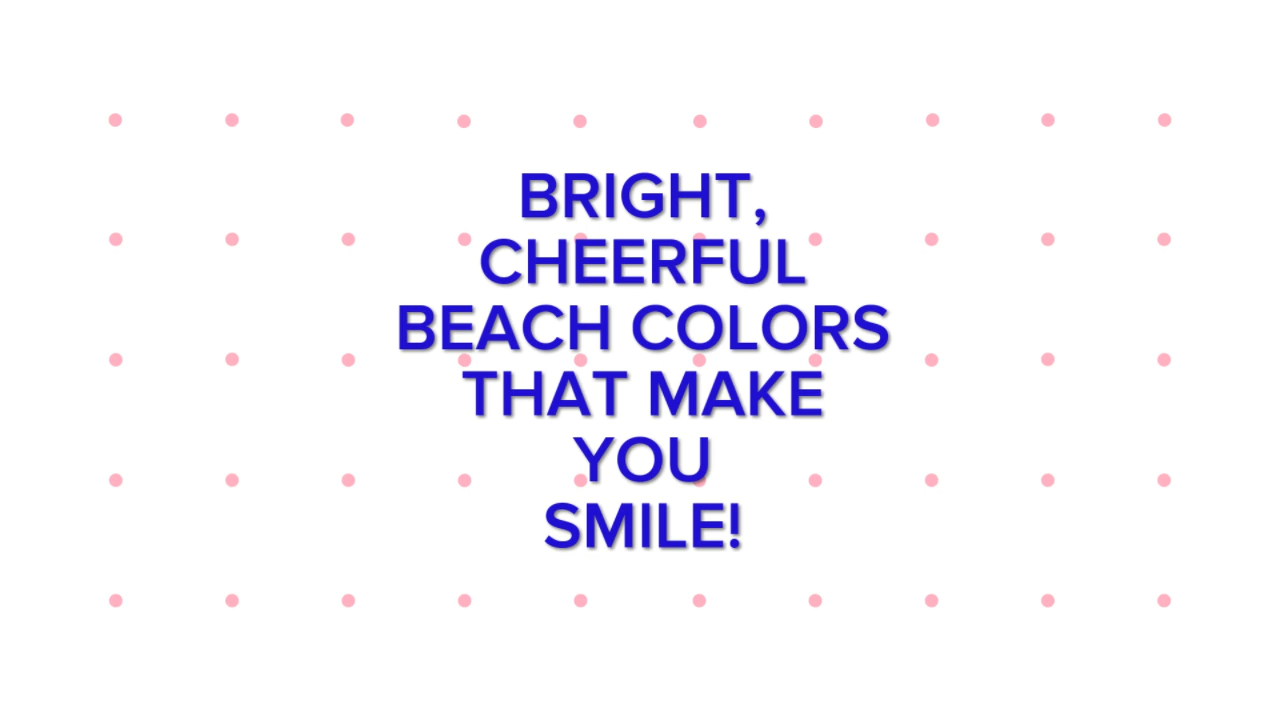 BRIGHT,
CHEERFUL
BEACH COLORS
THAT MAKE
YOU
SMILE!